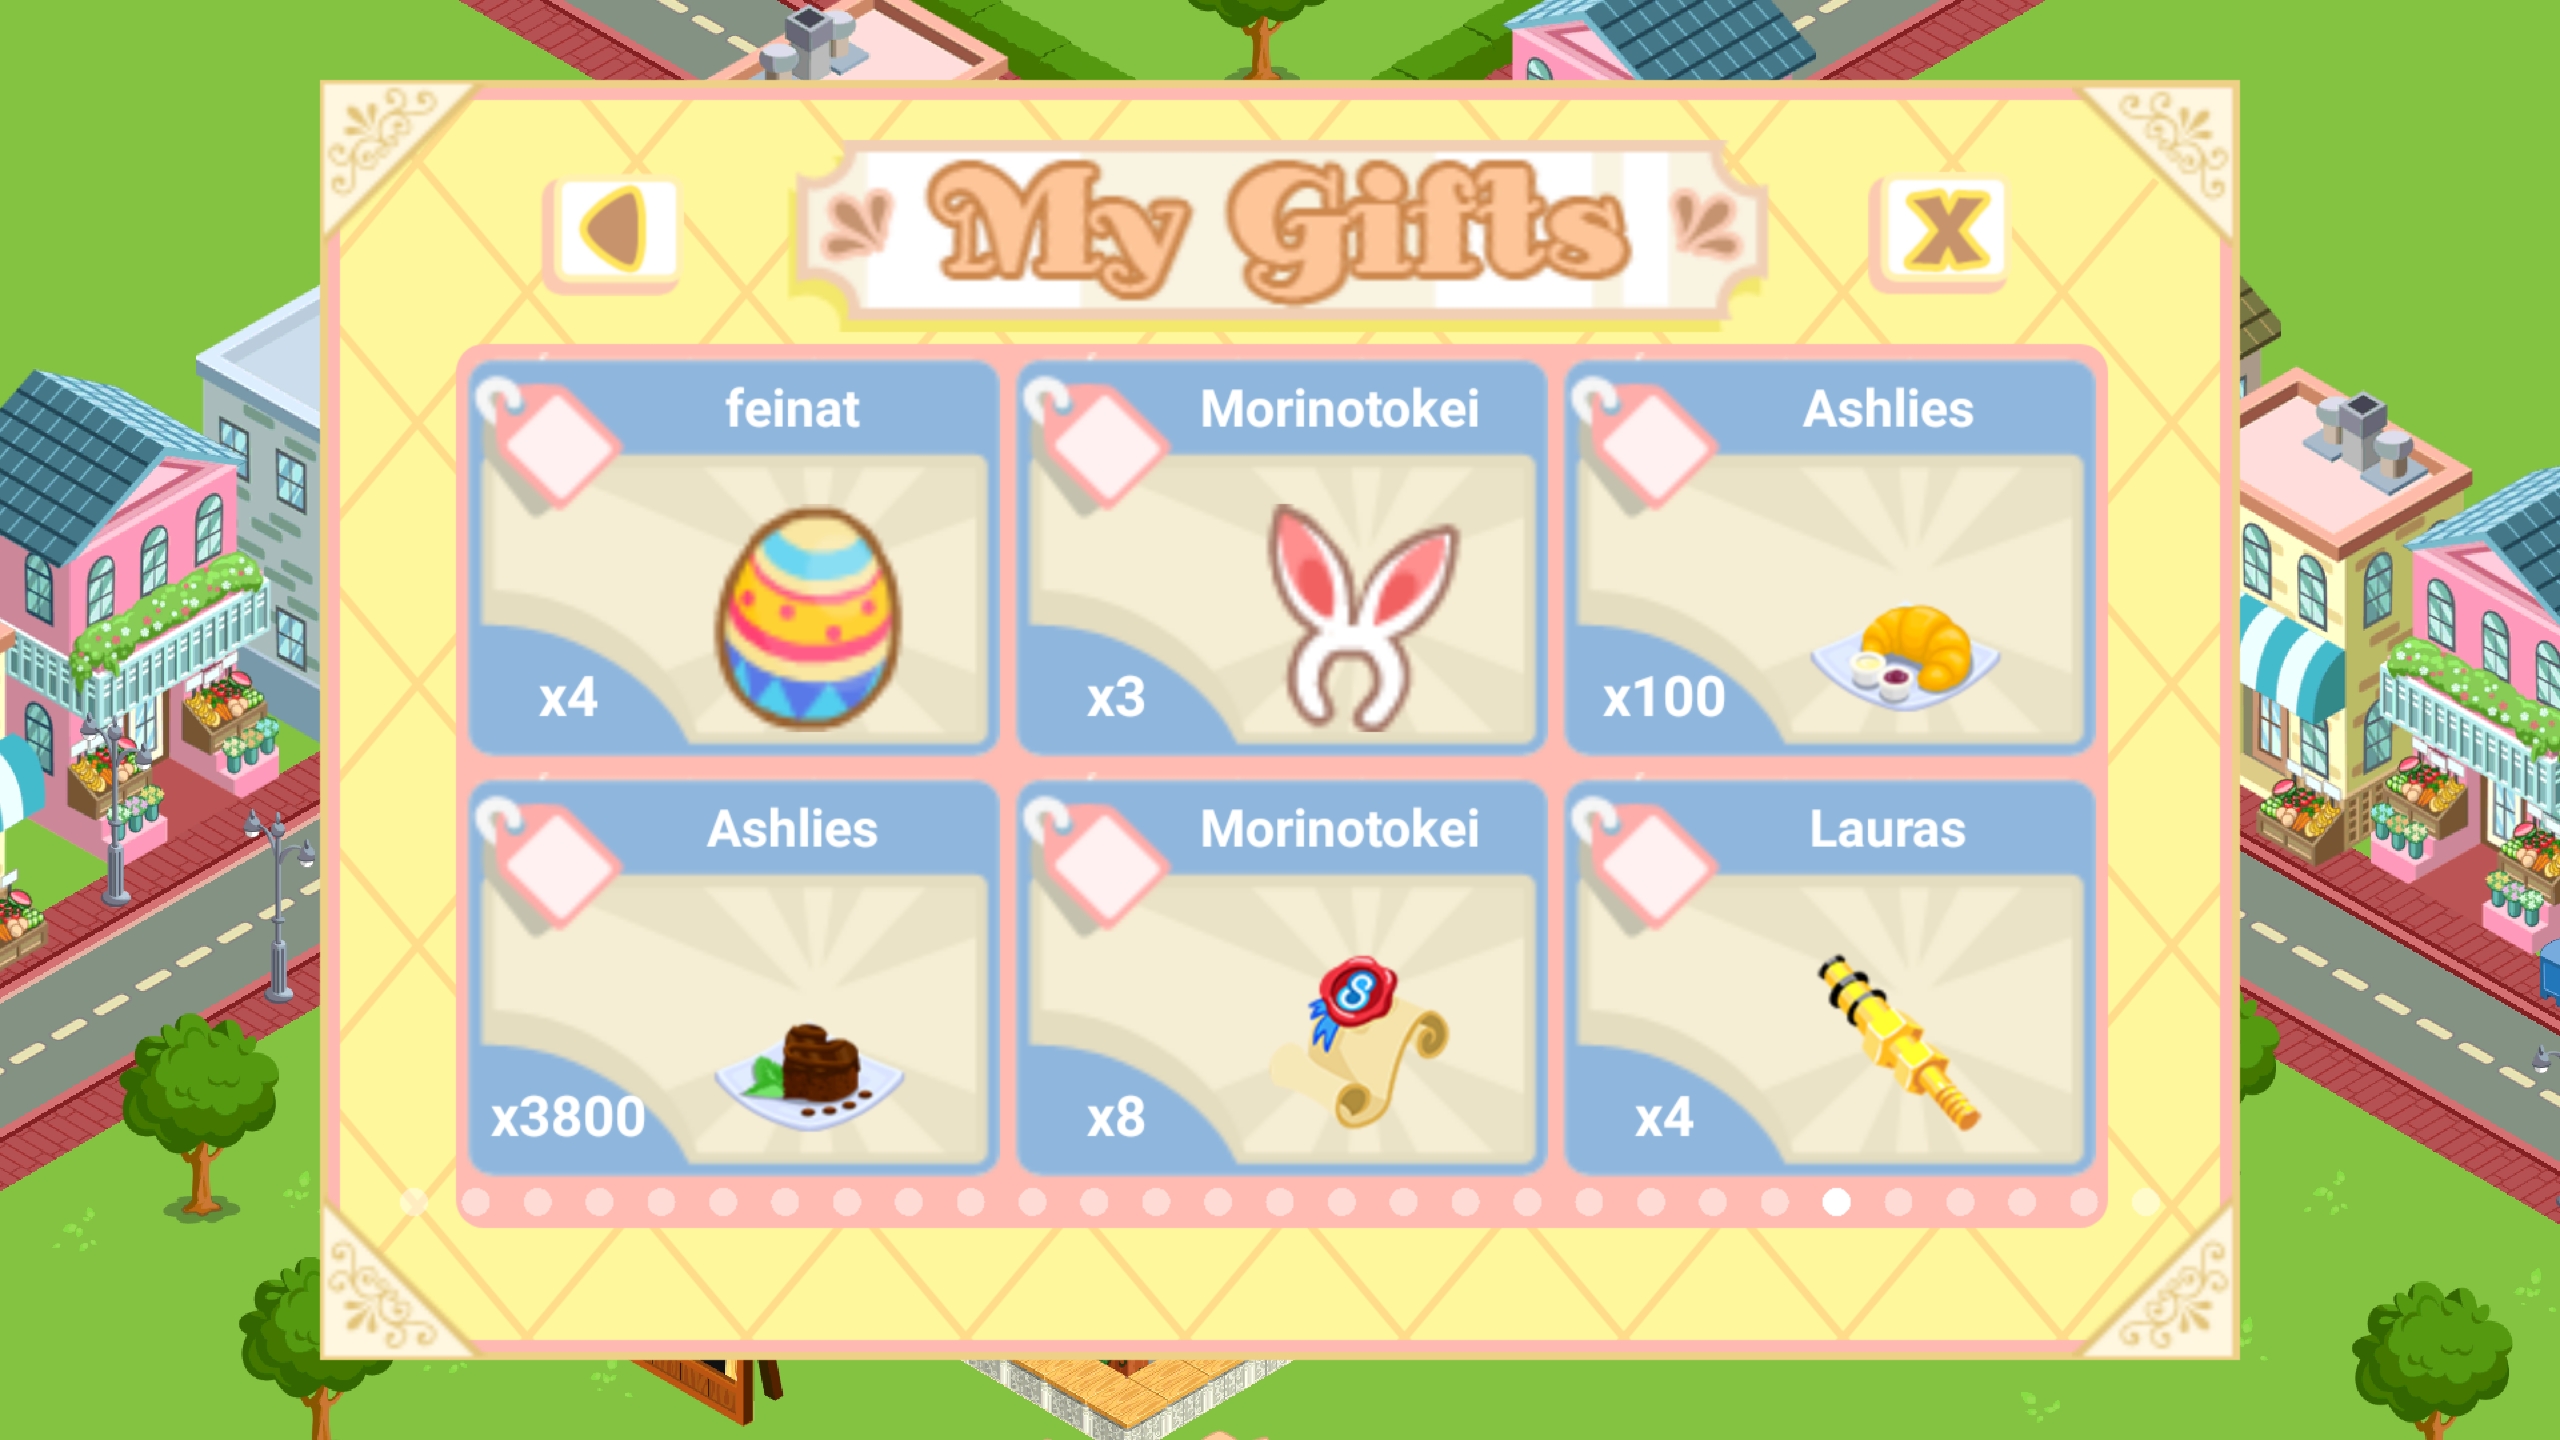 My Gifts
X
feinat
x4
Morinotokei
x3
Ashlies
x100
Ashlies
x3800
Morinotokei
S
x8
Lauras
x4